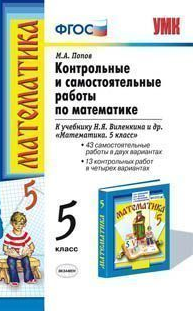 ФГОС
УМК
МАТЕМАТИКА
5
М.А. Попов
Контрольные
и самостоятельные
работы
по математике
К учебнику Н.Я. Виленкина и др.
«Математика. 5 класс»
• 43 самостоятельные
работы в двух вариантах
• 13 контрольных работ
в четырех вариантах
5
класс
МАТЕМАТИКА
5
ЭКЗАМЕН